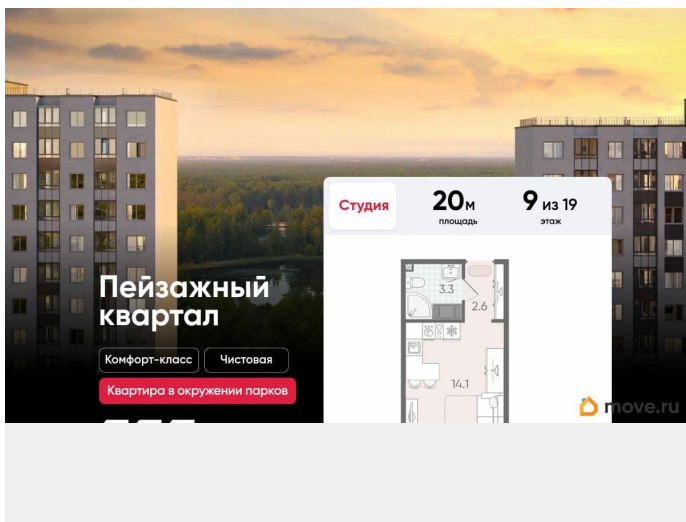 Студия
20 м
площадь
9 из 19
этаж
Пейзажный
квартал
Комфорт-класс
Чистовая
Квартира в окружении парков
3.3
2.6
14.1
move.ru